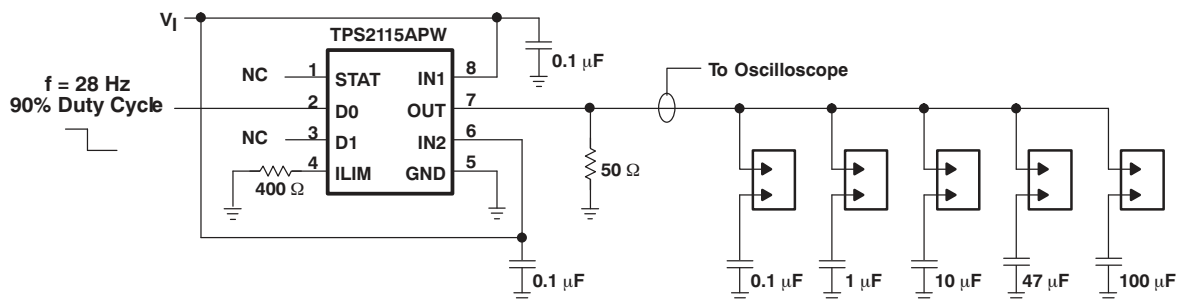 V_I
TPS2115APW
0.1 µF
f = 28 Hz
90% Duty Cycle
NC
1
STAT
IN1
8
2
D0
OUT
7
To Oscilloscope
NC
3
D1
IN2
6
400 Ω
4
ILIM
GND
5
50 Ω
0.1 µF
0.1 µF
1 µF
10 µF
47 µF
100 µF